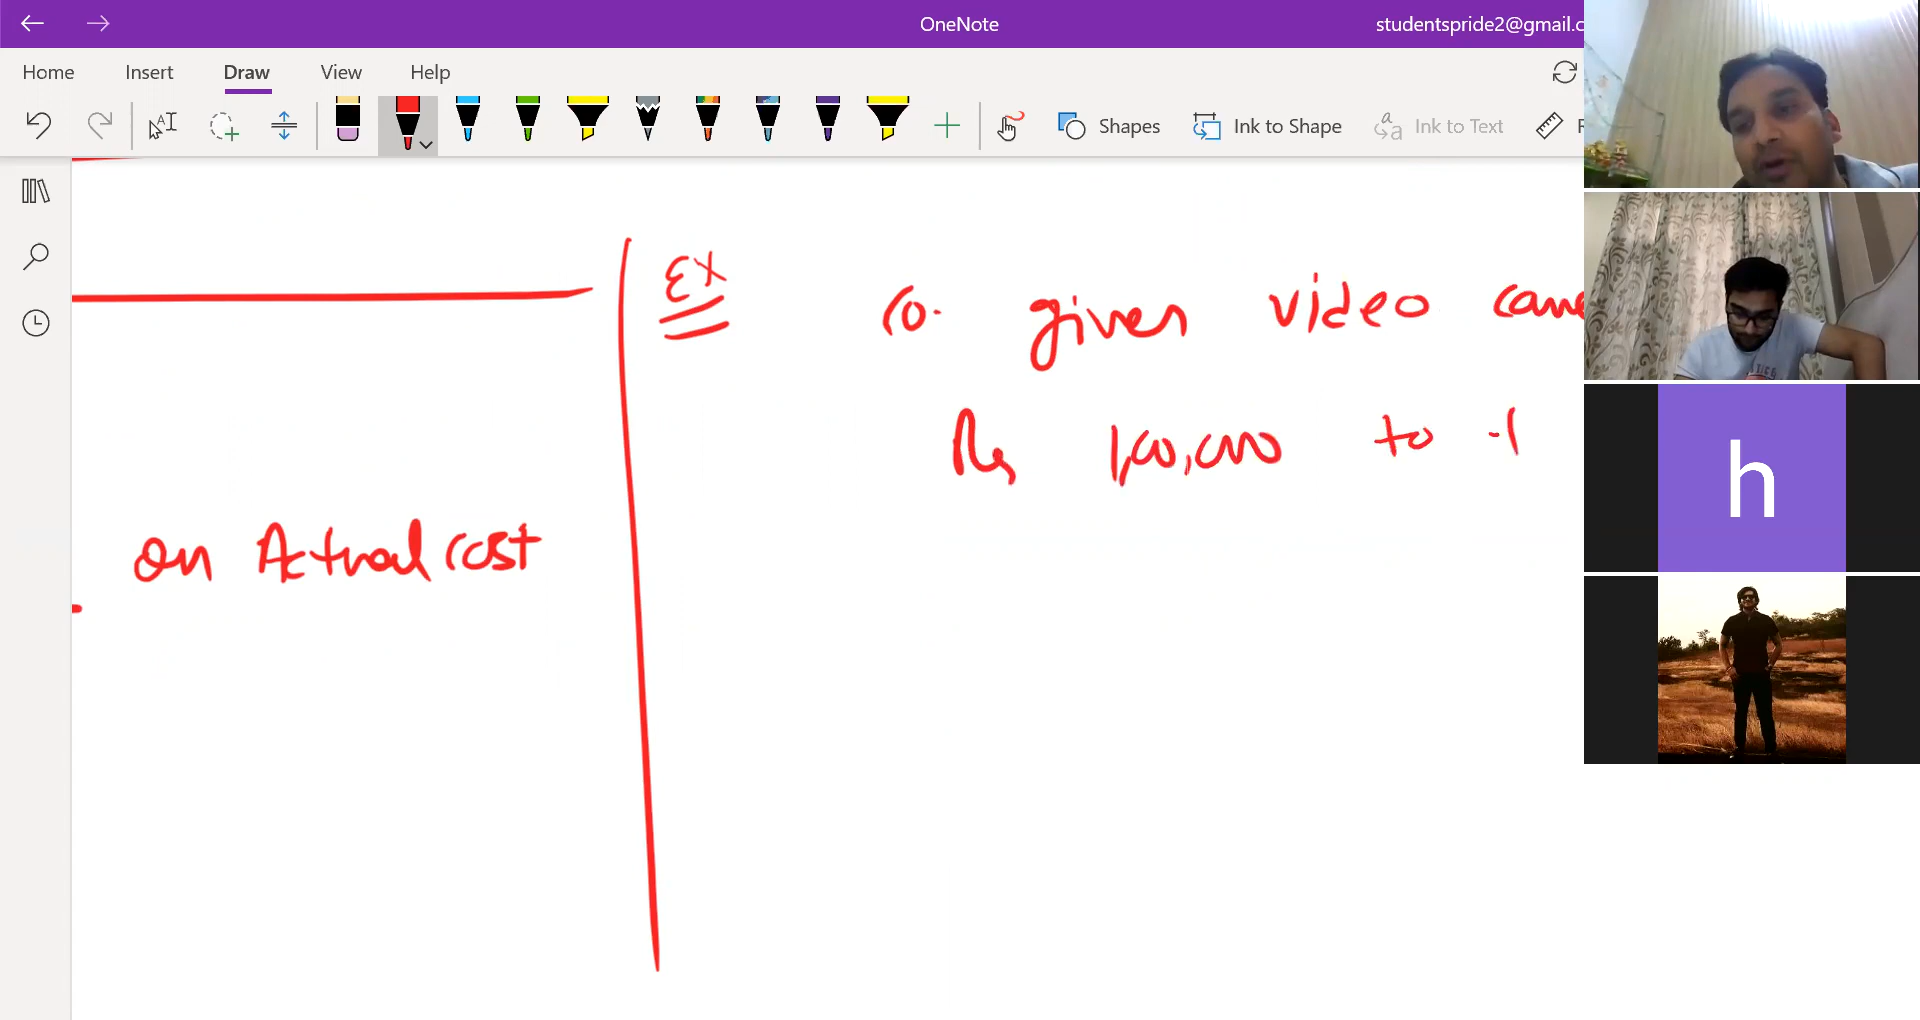 OneNote
studentspride2@gmail.c
Home Insert Draw View Help
Shapes Ink to Shape Ink to Text
Ex Co. given video came
Rs 1,00,000 to
on Actual cost
h